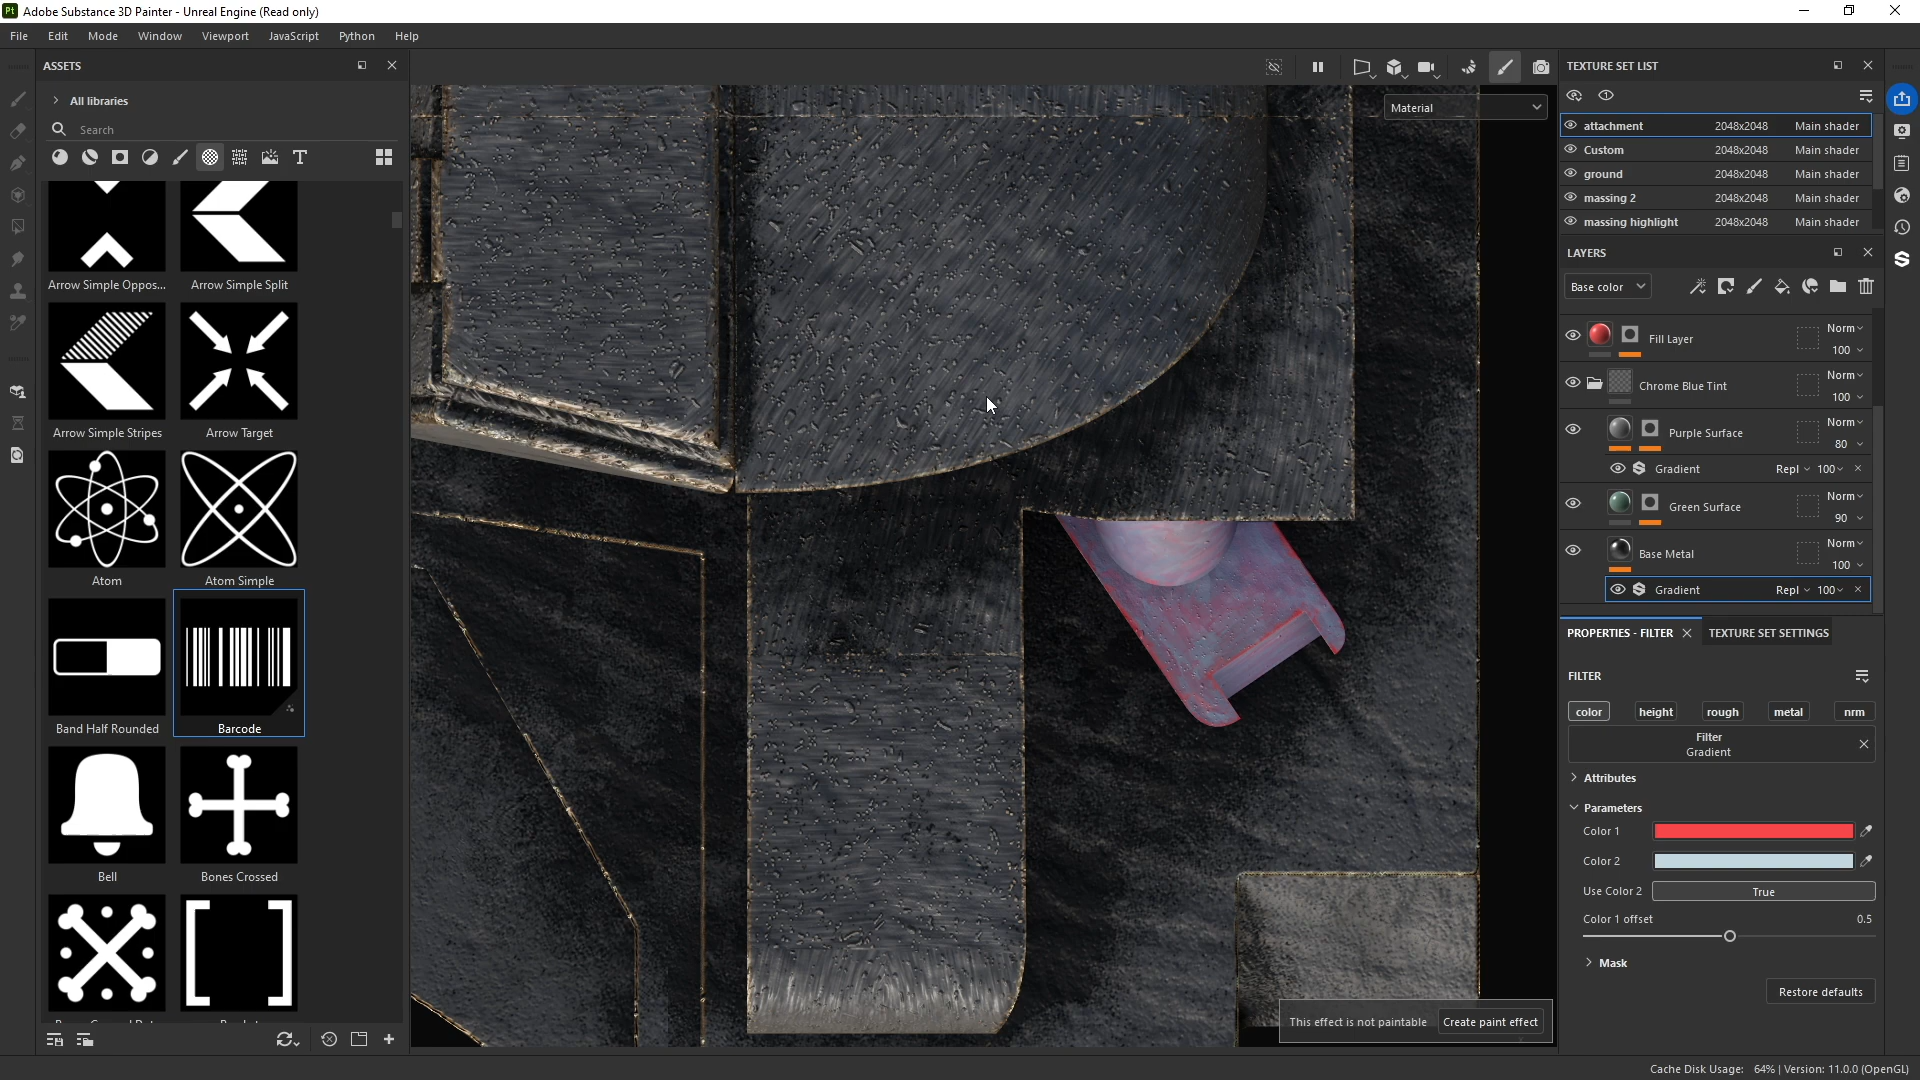 Pt Adobe Substance 3D Painter - Unreal Engine (Read only)
File Edit Mode Window Viewport JavaScript Python Help
ASSETS
All libraries
Search
Arrow Simple Oppos...
Arrow Simple Split
Arrow Simple Stripes
Arrow Target
Atom
Atom Simple
Band Half Rounded
Barcode
Bell
Bones Crossed
Material
TEXTURE SET LIST
attachment 2048x2048 Main shader
Custom 2048x2048 Main shader
ground 2048x2048 Main shader
massing 2 2048x2048 Main shader
massing highlight 2048x2048 Main shader
LAYERS
Base color
Fill Layer Norm 100
Chrome Blue Tint Norm 100
Purple Surface Norm 80
Gradient Repl 100
Green Surface Norm 90
Base Metal Norm 100
Gradient Repl 100
PROPERTIES - FILTER TEXTURE SET SETTINGS
FILTER
color height rough metal nrm
Filter
Gradient
Attributes
Parameters
Color 1
Color 2
Use Color 2 True
Color 1 offset 0.5
Mask
Restore defaults
This effect is not paintable Create paint effect
Cache Disk Usage: 64% | Version: 11.0.0 (OpenGL)